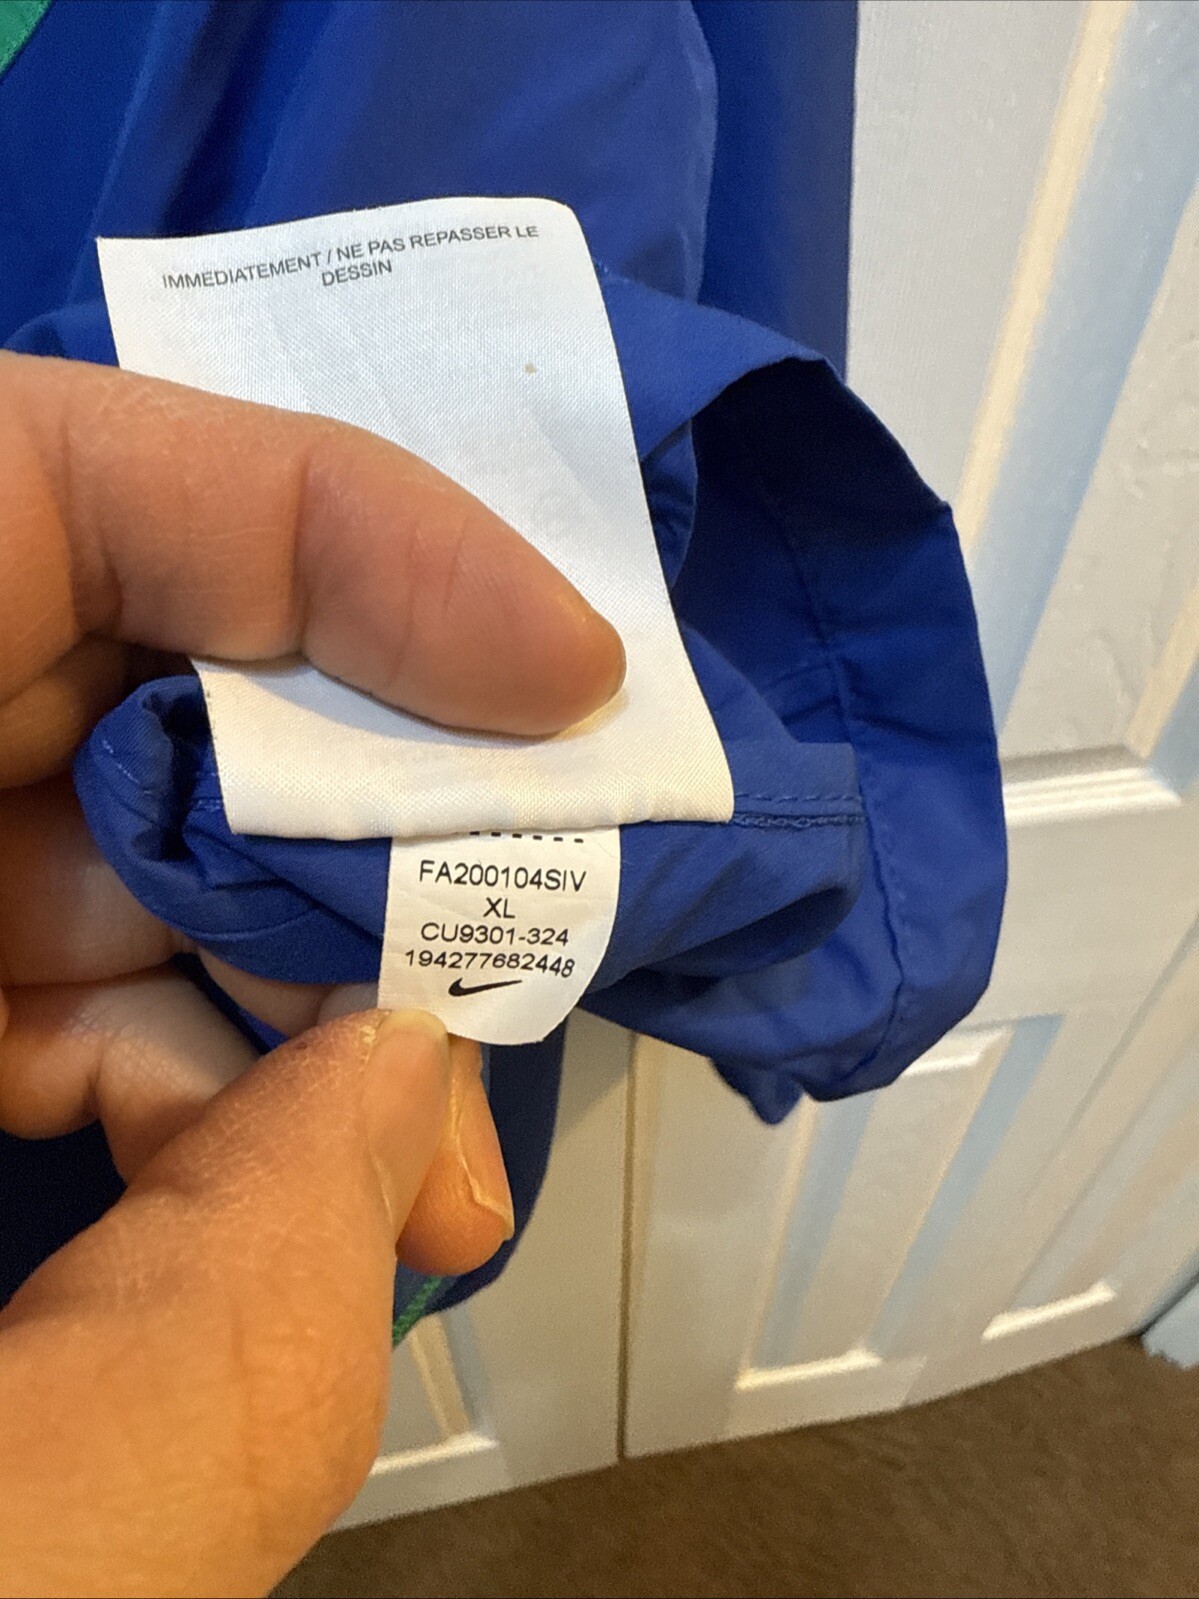 IMMEDIATEMENT / NE PAS REPASSER LE
DESSIN
FA200104SIV
XL
CU9301-324
194277682448